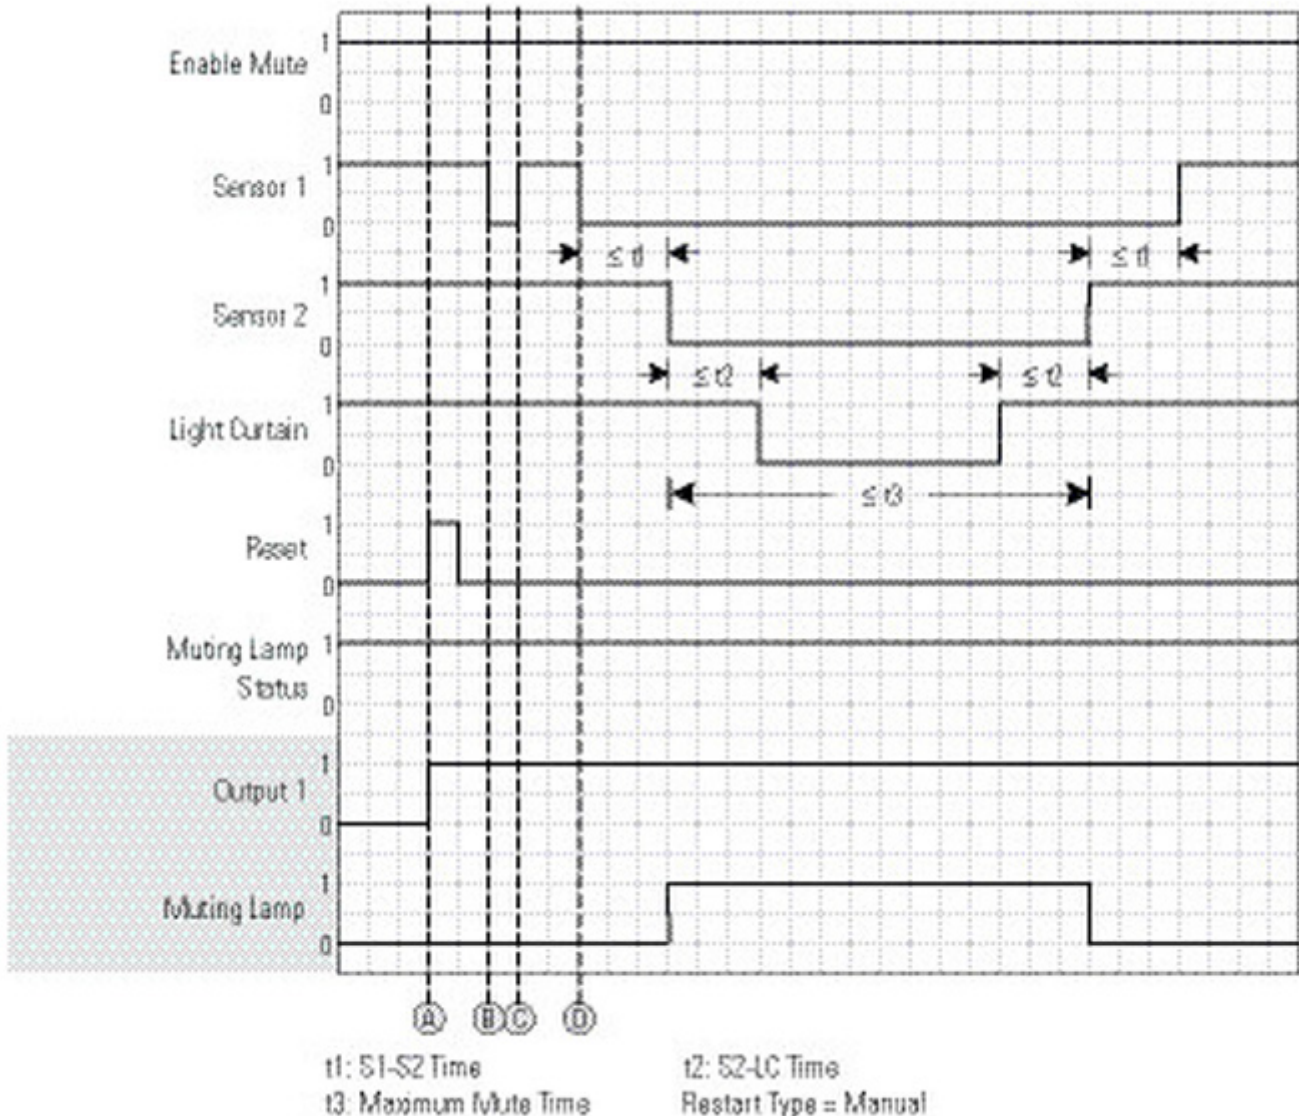 1
Enable Mute
0
1
Sensor 1
0
≤ t1 ≤ t1
1
Sensor 2
0
≤ t2 ≤ t2
1
Light Curtain
0
≤ t3
1
Reset
0
Muting Lamp 1
Status 0
1
Output 1
0
1
Muting Lamp
0
A B C D
t1: S1-S2 Time t2: S2-LC Time
t3: Maximum Mute Time Restart Type = Manual